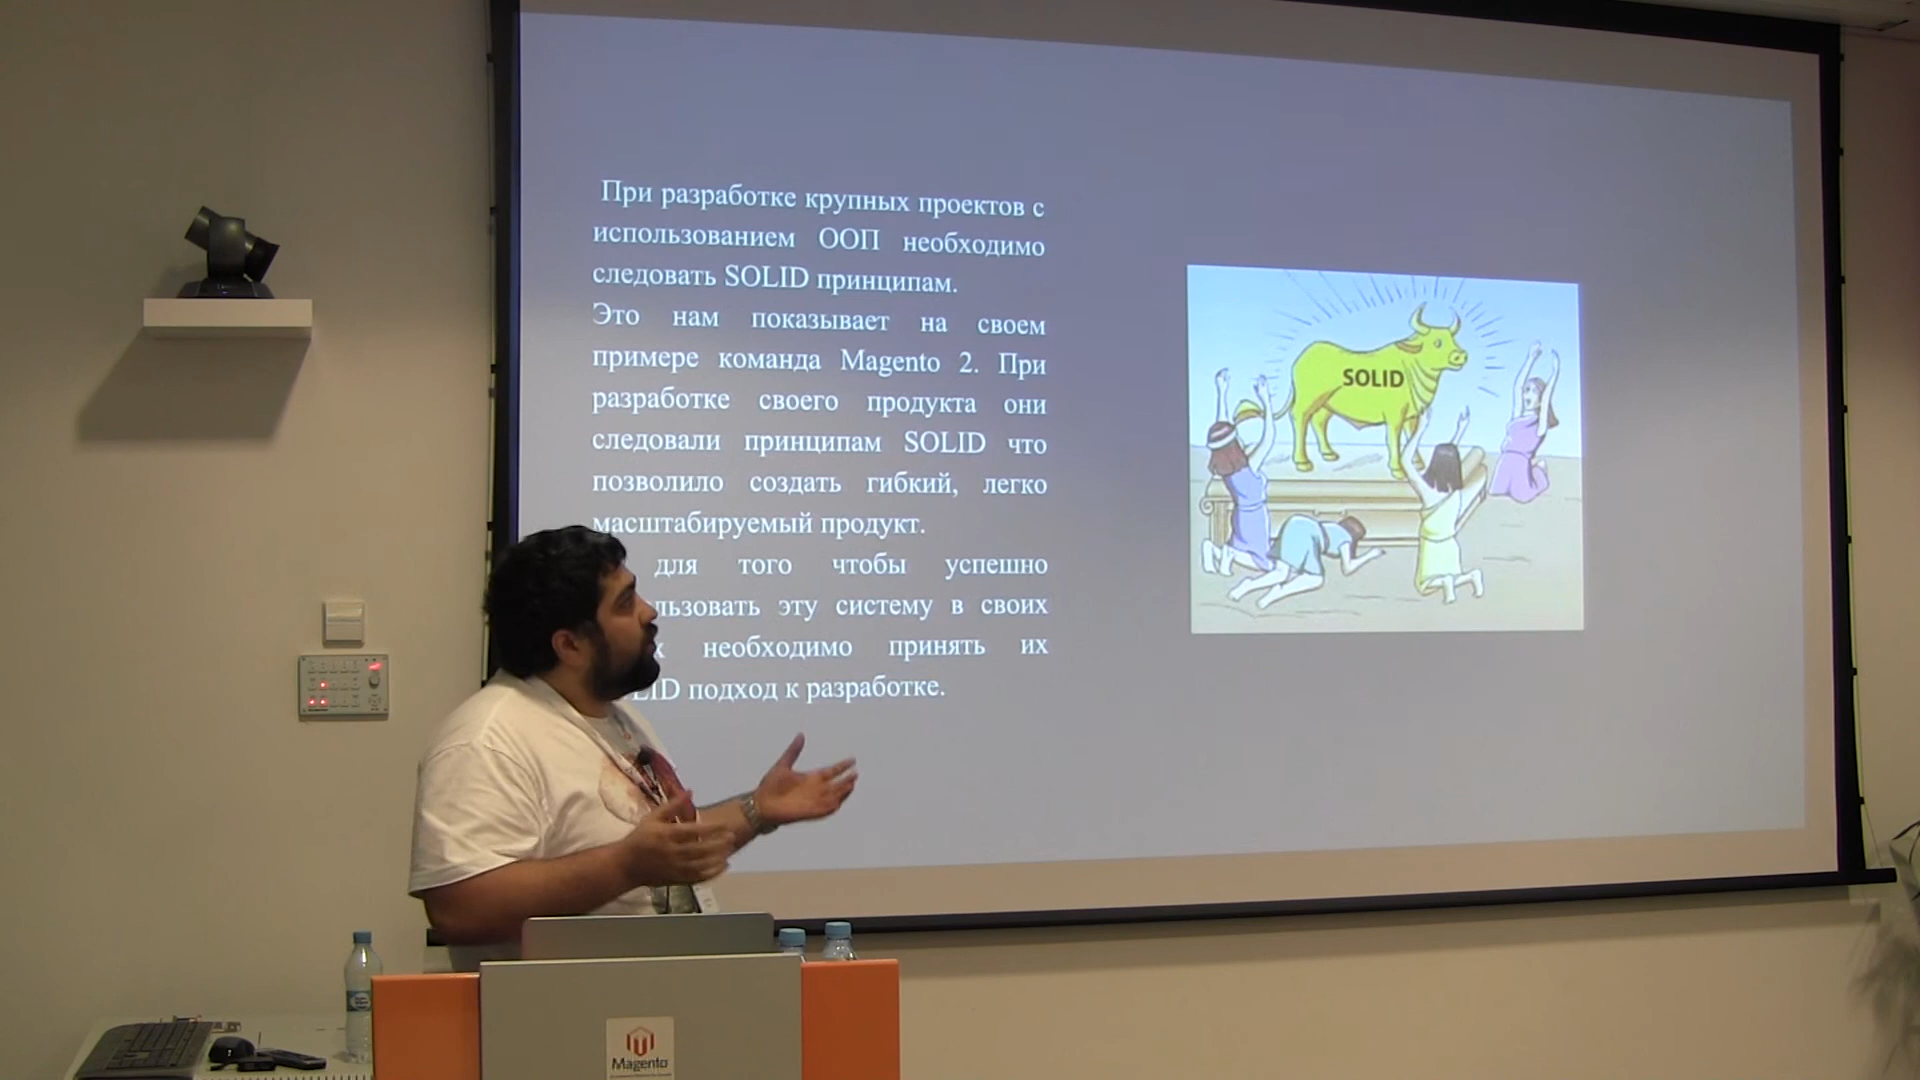 При разработке крупных проектов с
использованием ООП необходимо
следовать SOLID принципам.
Это нам показывает на своем
примере команда Magento 2. При
разработке своего продукта они
следовали принципам SOLID что
позволило создать гибкий, легко
масштабируемый продукт.
для того чтобы успешно
эту систему в своих
необходимо принять их
подход к разработке.
SOLID
Magento